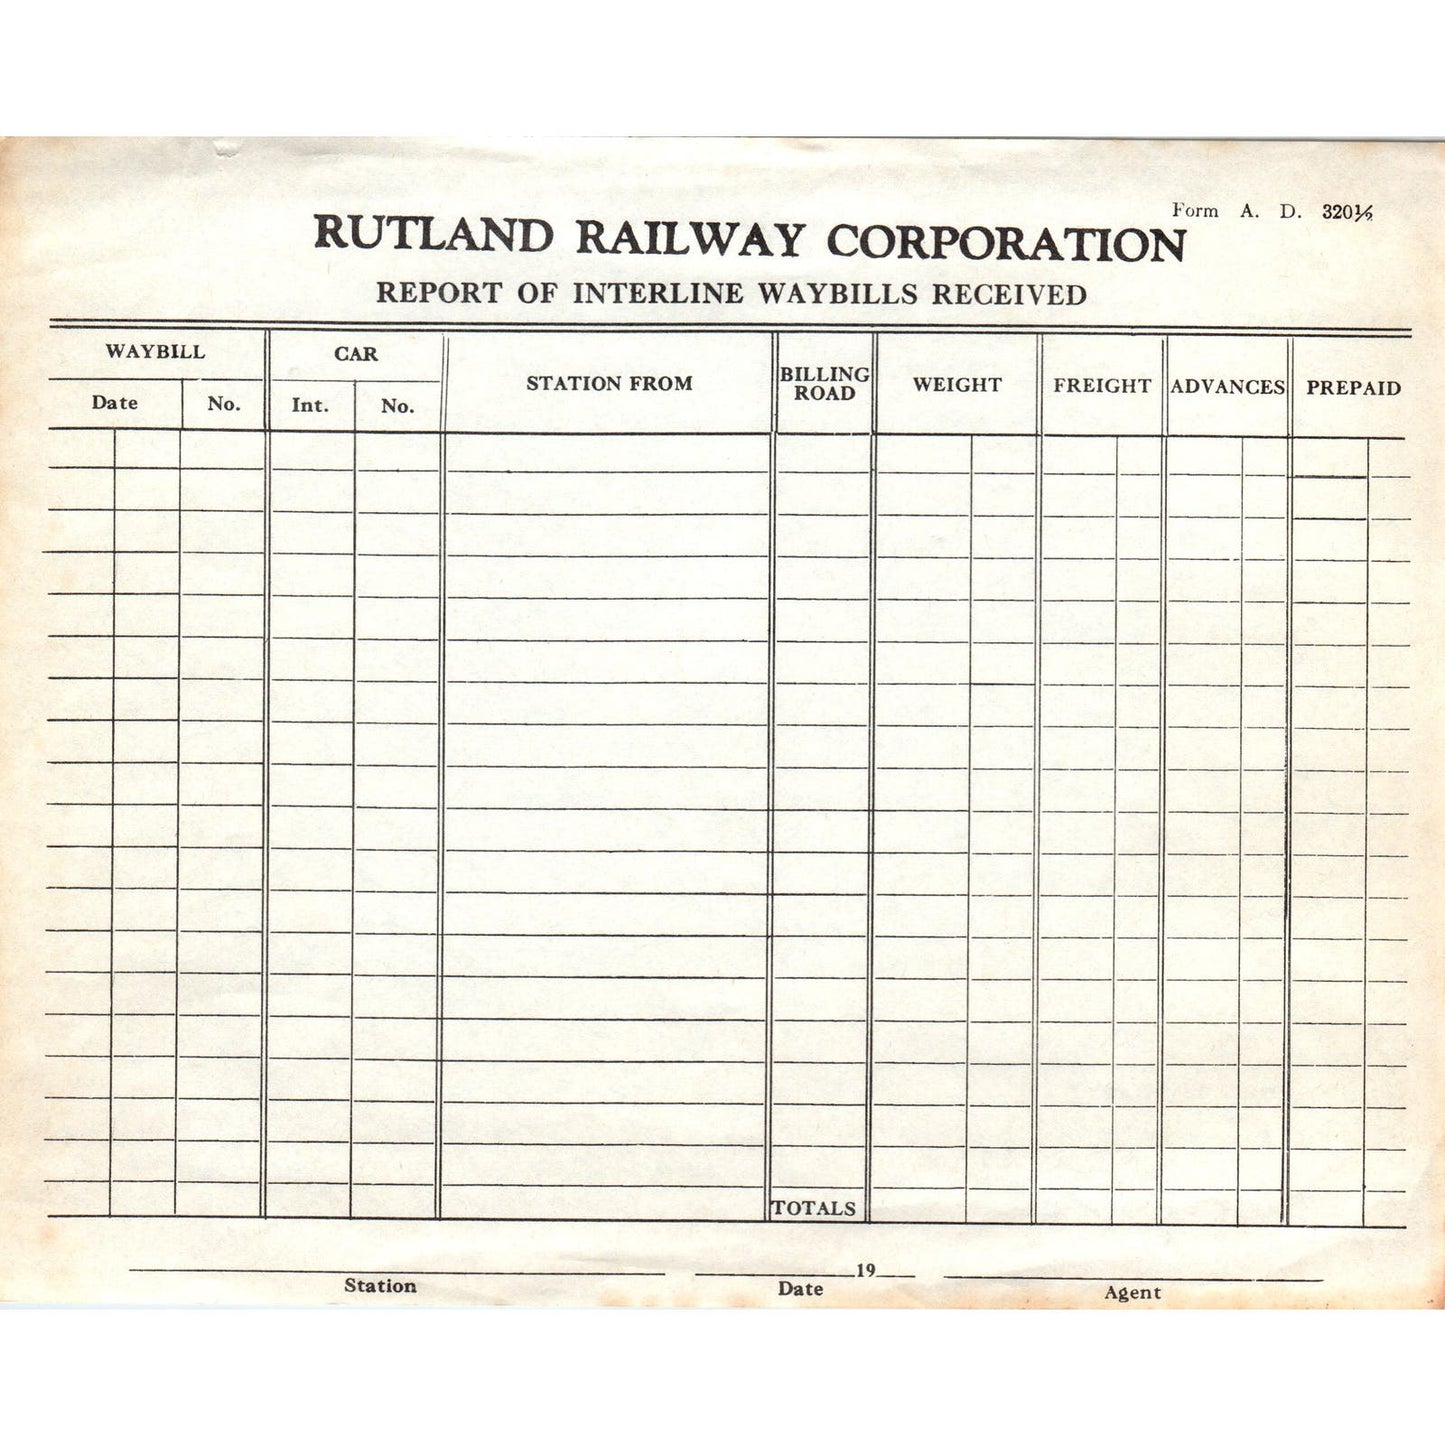 Form A. D. 320½
RUTLAND RAILWAY CORPORATION
REPORT OF INTERLINE WAYBILLS RECEIVED
WAYBILL CAR STATION FROM BILLING ROAD WEIGHT FREIGHT ADVANCES PREPAID
Date No. Int. No.
TOTALS
19
Station Date Agent